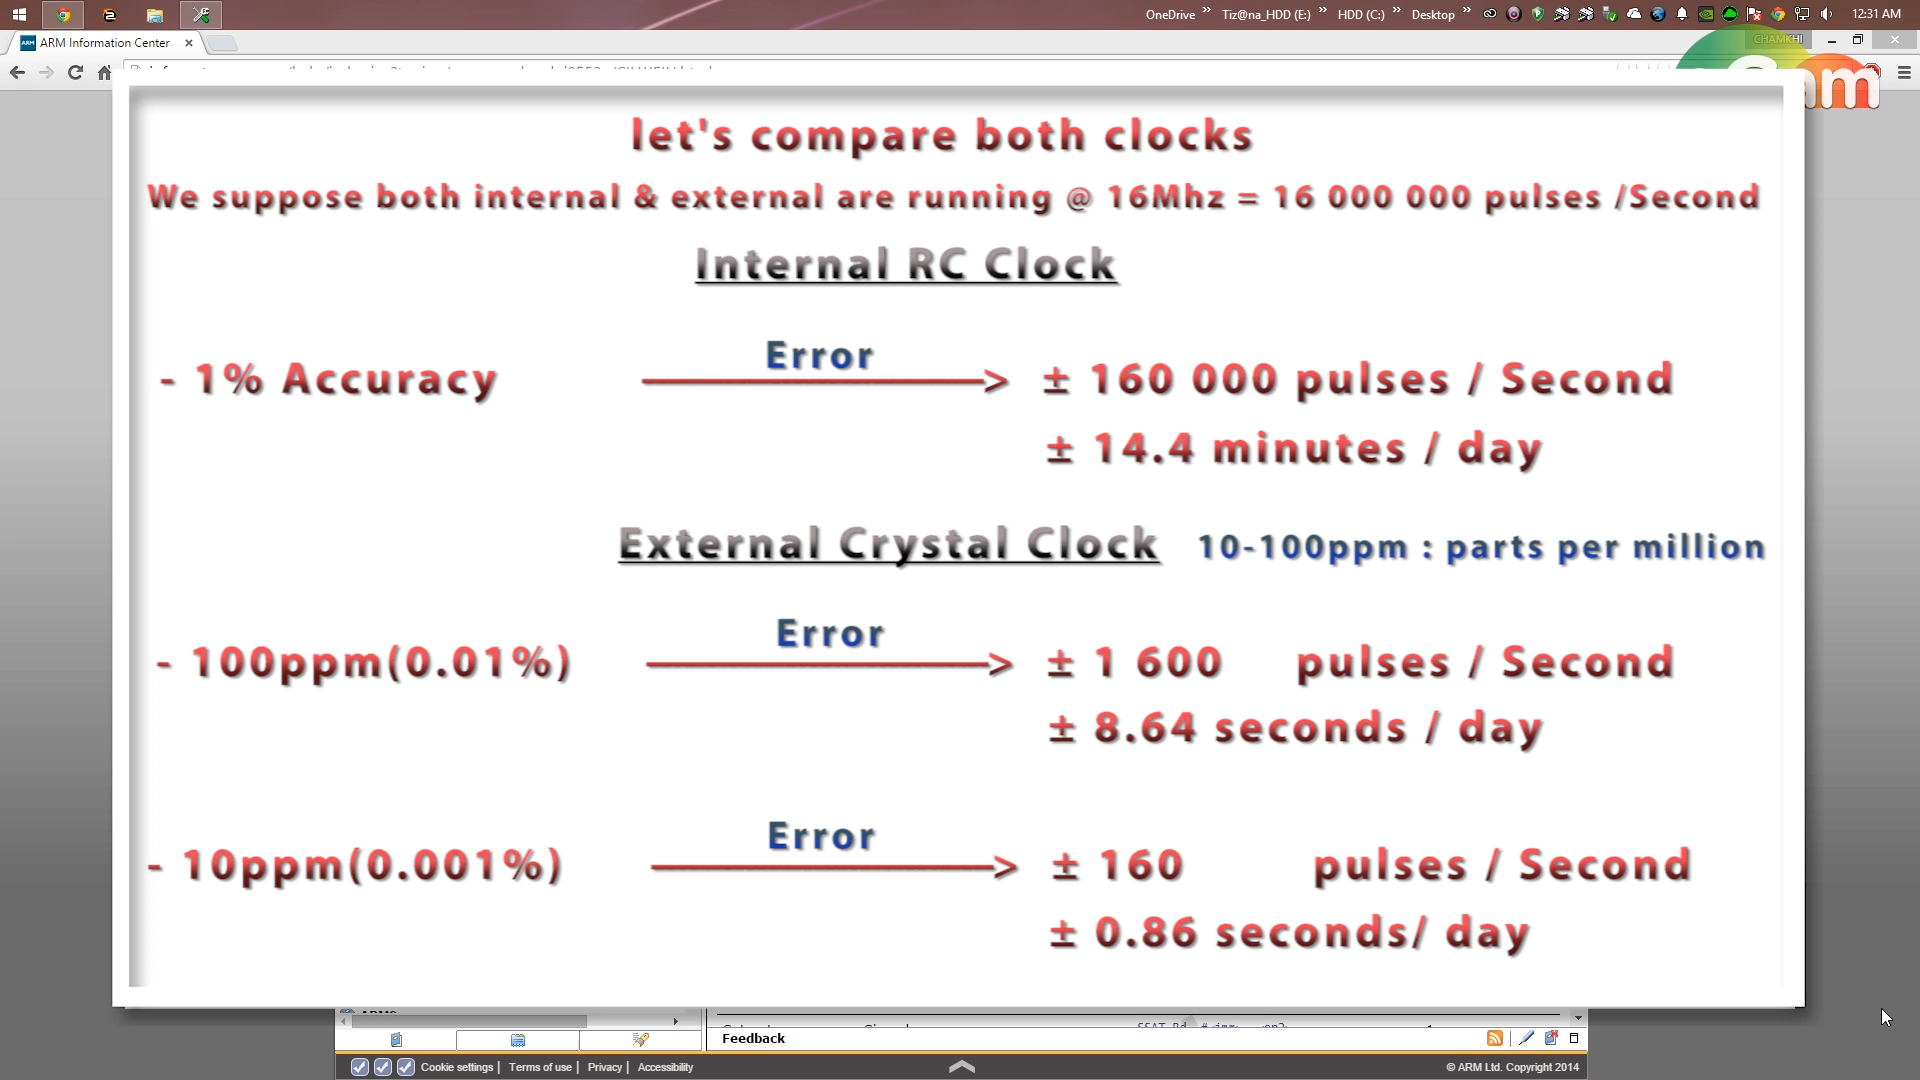 OneDrive » Tiz@na_HDD (E:) » HDD (C:) » Desktop » 12:31 AM
ARM Information Center
CHAMKHI
let's compare both clocks
We suppose both internal & external are running @ 16Mhz = 16 000 000 pulses /Second
Internal RC Clock
Error
- 1% Accuracy ± 160 000 pulses / Second
± 14.4 minutes / day
External Crystal Clock 10-100ppm : parts per million
Error
- 100ppm(0.01%) ± 1 600 pulses / Second
± 8.64 seconds / day
Error
- 10ppm(0.001%) ± 160 pulses / Second
± 0.86 seconds/ day
Feedback
Cookie settings | Terms of use | Privacy | Accessibility
© ARM Ltd. Copyright 2014